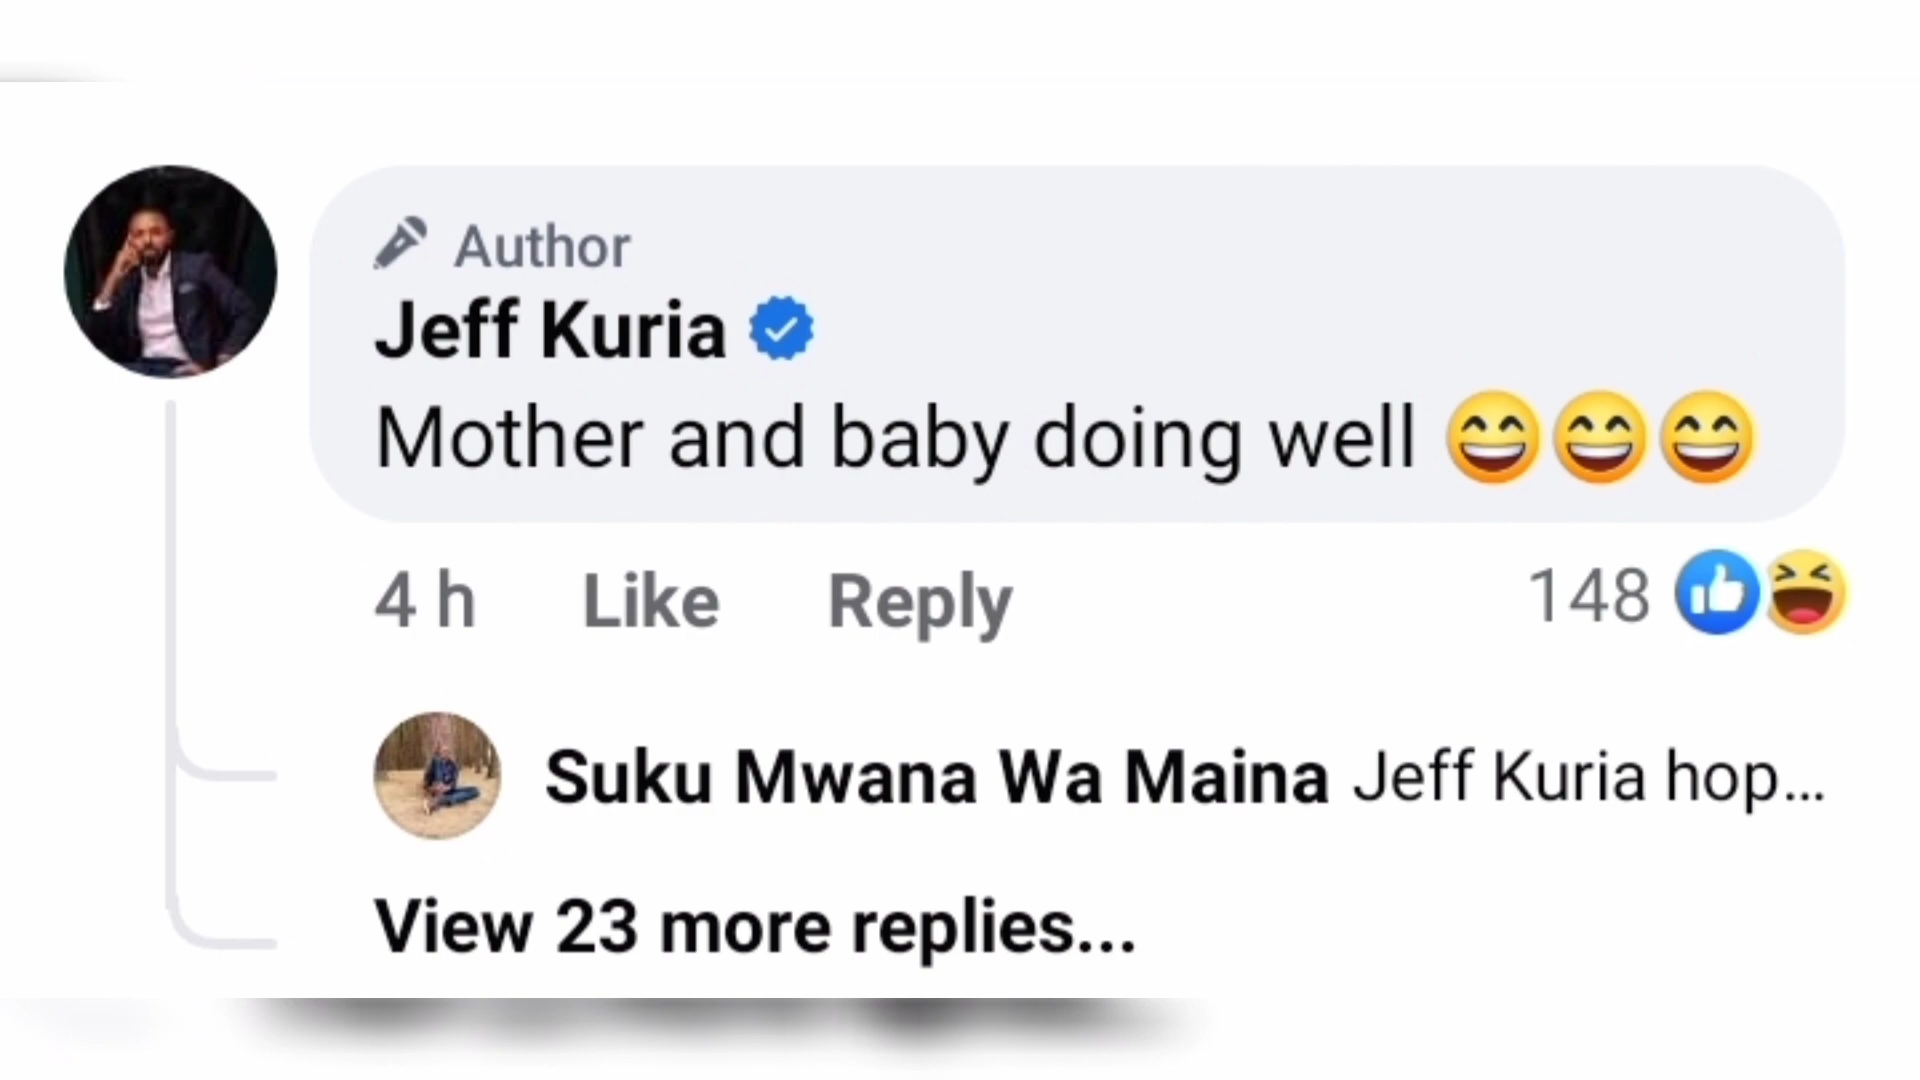 Author
Jeff Kuria
Mother and baby doing well 😄😄😄
4 h Like Reply 148
Suku Mwana Wa Maina Jeff Kuria hop...
View 23 more replies...